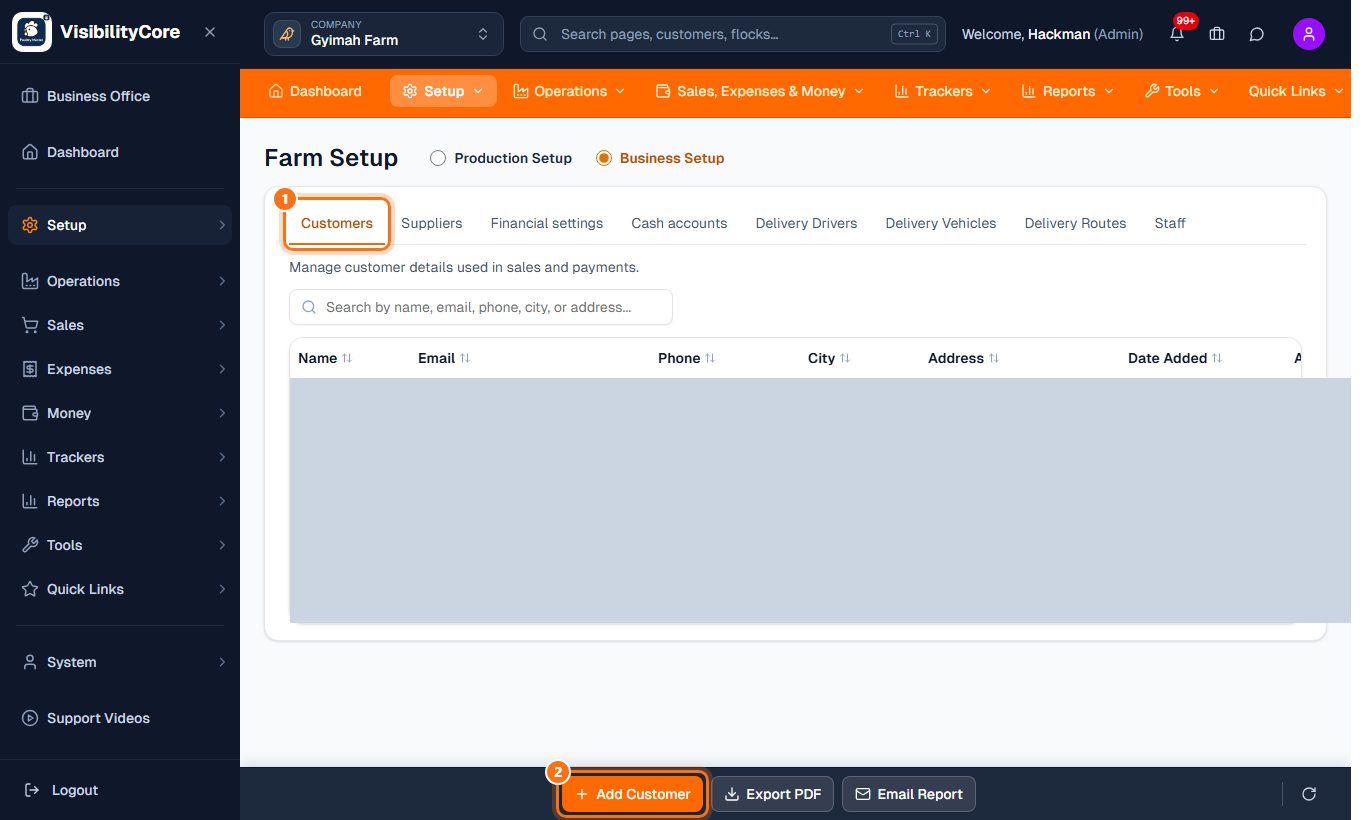 VisibilityCore
COMPANY
Gyimah Farm
Search pages, customers, flocks...
Ctrl K
Welcome, Hackman (Admin)
99+
Business Office
Dashboard
Setup
Operations
Sales
Expenses
Money
Trackers
Reports
Tools
Quick Links
System
Support Videos
Logout
Dashboard
Setup
Operations
Sales, Expenses & Money
Trackers
Reports
Tools
Quick Links
Farm Setup
Production Setup
Business Setup
1
Customers
Suppliers
Financial settings
Cash accounts
Delivery Drivers
Delivery Vehicles
Delivery Routes
Staff
Manage customer details used in sales and payments.
Search by name, email, phone, city, or address...
Name
Email
Phone
City
Address
Date Added
2
+ Add Customer
Export PDF
Email Report